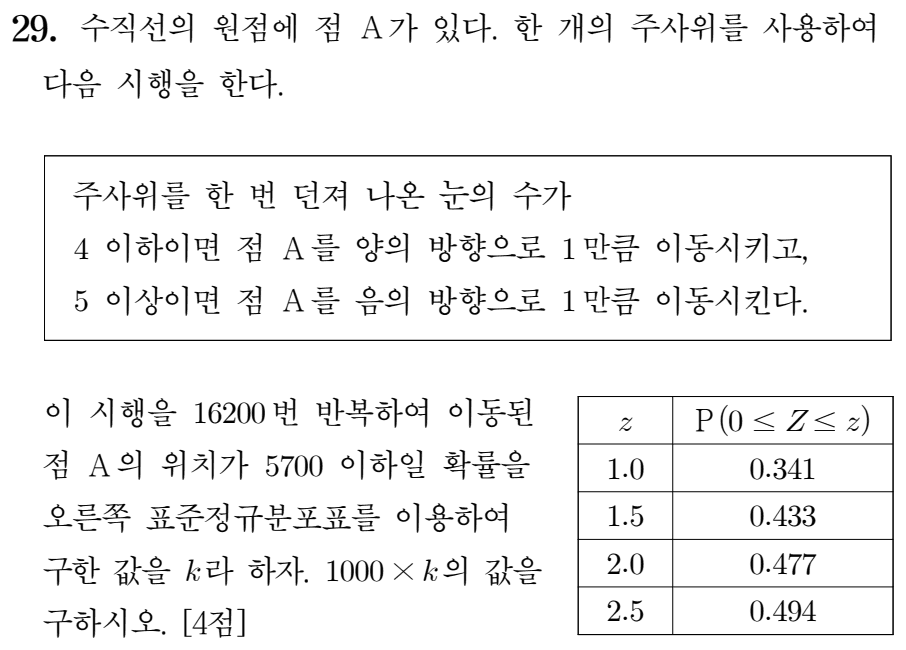 29. 수직선의 원점에 점 A가 있다. 한 개의 주사위를 사용하여
다음 시행을 한다.
주사위를 한 번 던져 나온 눈의 수가
4 이하이면 점 A를 양의 방향으로 1만큼 이동시키고,
5 이상이면 점 A를 음의 방향으로 1만큼 이동시킨다.
이 시행을 16200번 반복하여 이동된
점 A의 위치가 5700 이하일 확률을
오른쪽 표준정규분포표를 이용하여
구한 값을 k라 하자. 1000×k의 값을
구하시오. [4점]
z P(0≤Z≤z)
1.0 0.341
1.5 0.433
2.0 0.477
2.5 0.494